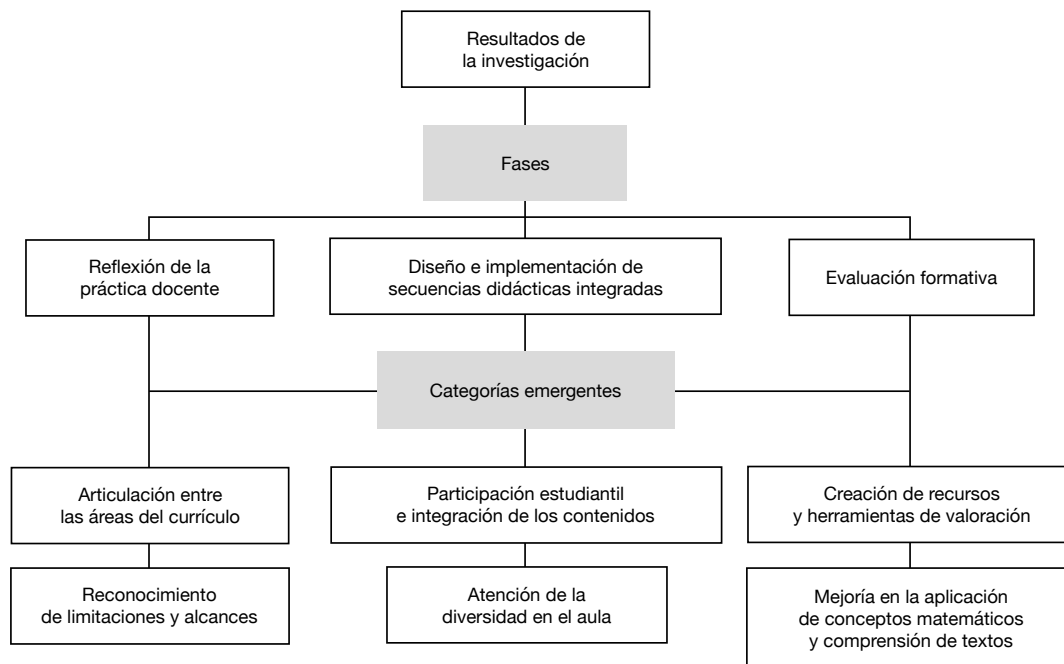 Resultados de
la investigación
Fases
Reflexión de la
práctica docente
Diseño e implementación de
secuencias didácticas integradas
Evaluación formativa
Categorías emergentes
Articulación entre
las áreas del currículo
Participación estudiantil
e integración de los contenidos
Creación de recursos
y herramientas de valoración
Reconocimiento
de limitaciones y alcances
Atención de la
diversidad en el aula
Mejoría en la aplicación
de conceptos matemáticos
y comprensión de textos